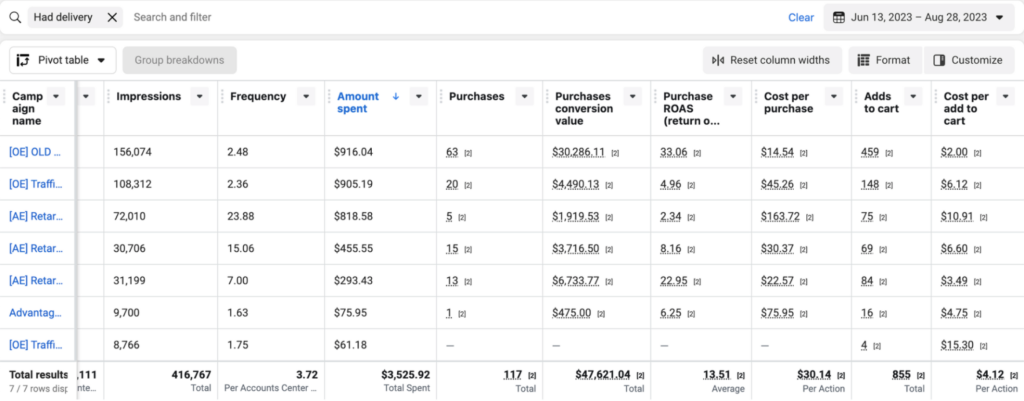 Had delivery Search and filter Clear Jun 13, 2023 – Aug 28, 2023
Pivot table Group breakdowns Reset column widths Format Customize
Camp Impressions Frequency Amount Purchases Purchases Purchase Cost per Adds Cost per
aign spent conversion ROAS purchase to cart add to
name value (return o... cart
[OE] OLD ... 156,074 2.48 $916.04 63 [2] $30,286.11 [2] 33.06 [2] $14.54 [2] 459 [2] $2.00 [2]
[OE] Traffi... 108,312 2.36 $905.19 20 [2] $4,490.13 [2] 4.96 [2] $45.26 [2] 148 [2] $6.12 [2]
[AE] Retar... 72,010 23.88 $818.58 5 [2] $1,919.53 [2] 2.34 [2] $163.72 [2] 75 [2] $10.91 [2]
[AE] Retar... 30,706 15.06 $455.55 15 [2] $3,716.50 [2] 8.16 [2] $30.37 [2] 69 [2] $6.60 [2]
[AE] Retar... 31,199 7.00 $293.43 13 [2] $6,733.77 [2] 22.95 [2] $22.57 [2] 84 [2] $3.49 [2]
Advantag... 9,700 1.63 $75.95 1 [2] $475.00 [2] 6.25 [2] $75.95 [2] 16 [2] $4.75 [2]
[OE] Traffi... 8,766 1.75 $61.18 — — — — 4 [2] $15.30 [2]
Total results ,111 416,767 3.72 $3,525.92 117 [2] $47,621.04 [2] 13.51 [2] $30.14 [2] 855 [2] $4.12 [2]
7 / 7 rows disp nte... Total Per Accounts Center ... Total Spent Total Total Average Per Action Total Per Action